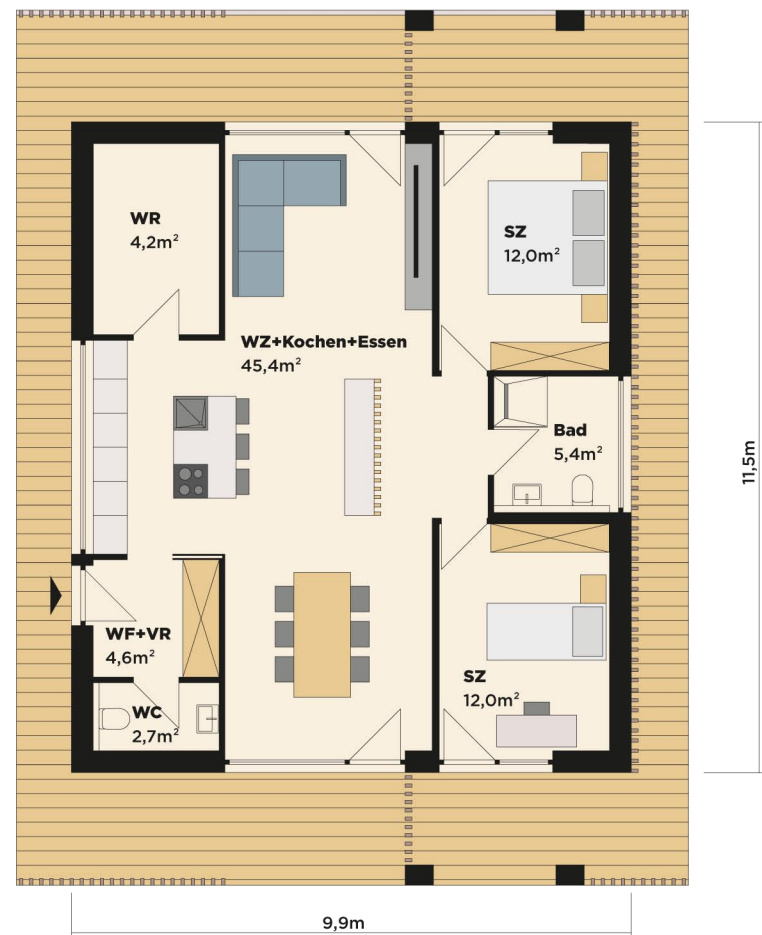 WR
4,2m²
SZ
12,0m²
WZ+Kochen+Essen
45,4m²
Bad
5,4m²
11,5m
WF+VR
4,6m²
SZ
12,0m²
WC
2,7m²
9,9m